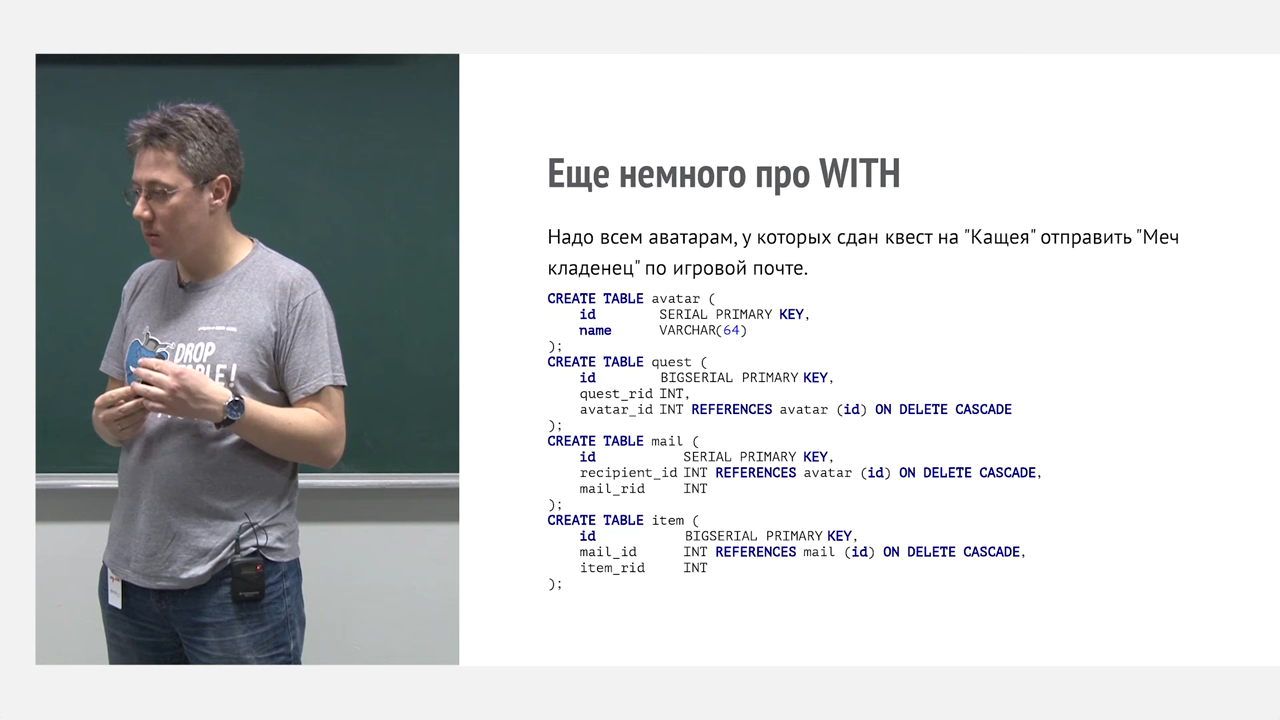 DROP
TABLE!
Еще немного про WITH
Надо всем аватарам, у которых сдан квест на "Кащея" отправить "Меч
кладенец" по игровой почте.
CREATE TABLE avatar (
    id        SERIAL PRIMARY KEY,
    name      VARCHAR(64)
);
CREATE TABLE quest (
    id        BIGSERIAL PRIMARY KEY,
    quest_rid INT,
    avatar_id INT REFERENCES avatar (id) ON DELETE CASCADE
);
CREATE TABLE mail (
    id           SERIAL PRIMARY KEY,
    recipient_id INT REFERENCES avatar (id) ON DELETE CASCADE,
    mail_rid     INT
);
CREATE TABLE item (
    id           BIGSERIAL PRIMARY KEY,
    mail_id      INT REFERENCES mail (id) ON DELETE CASCADE,
    item_rid     INT
);